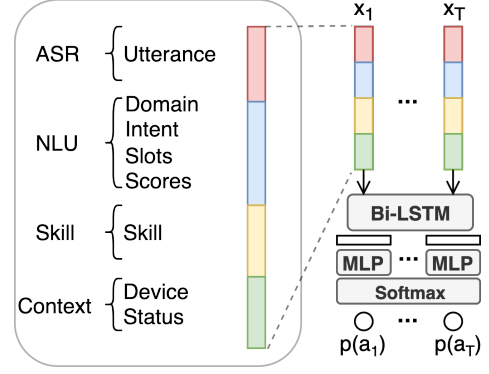 ASR
Utterance
NLU
Domain
Intent
Slots
Scores
Skill
Skill
Context
Device
Status
x1 xT
...
Bi-LSTM
MLP ... MLP
Softmax
...
p(a1) p(aT)